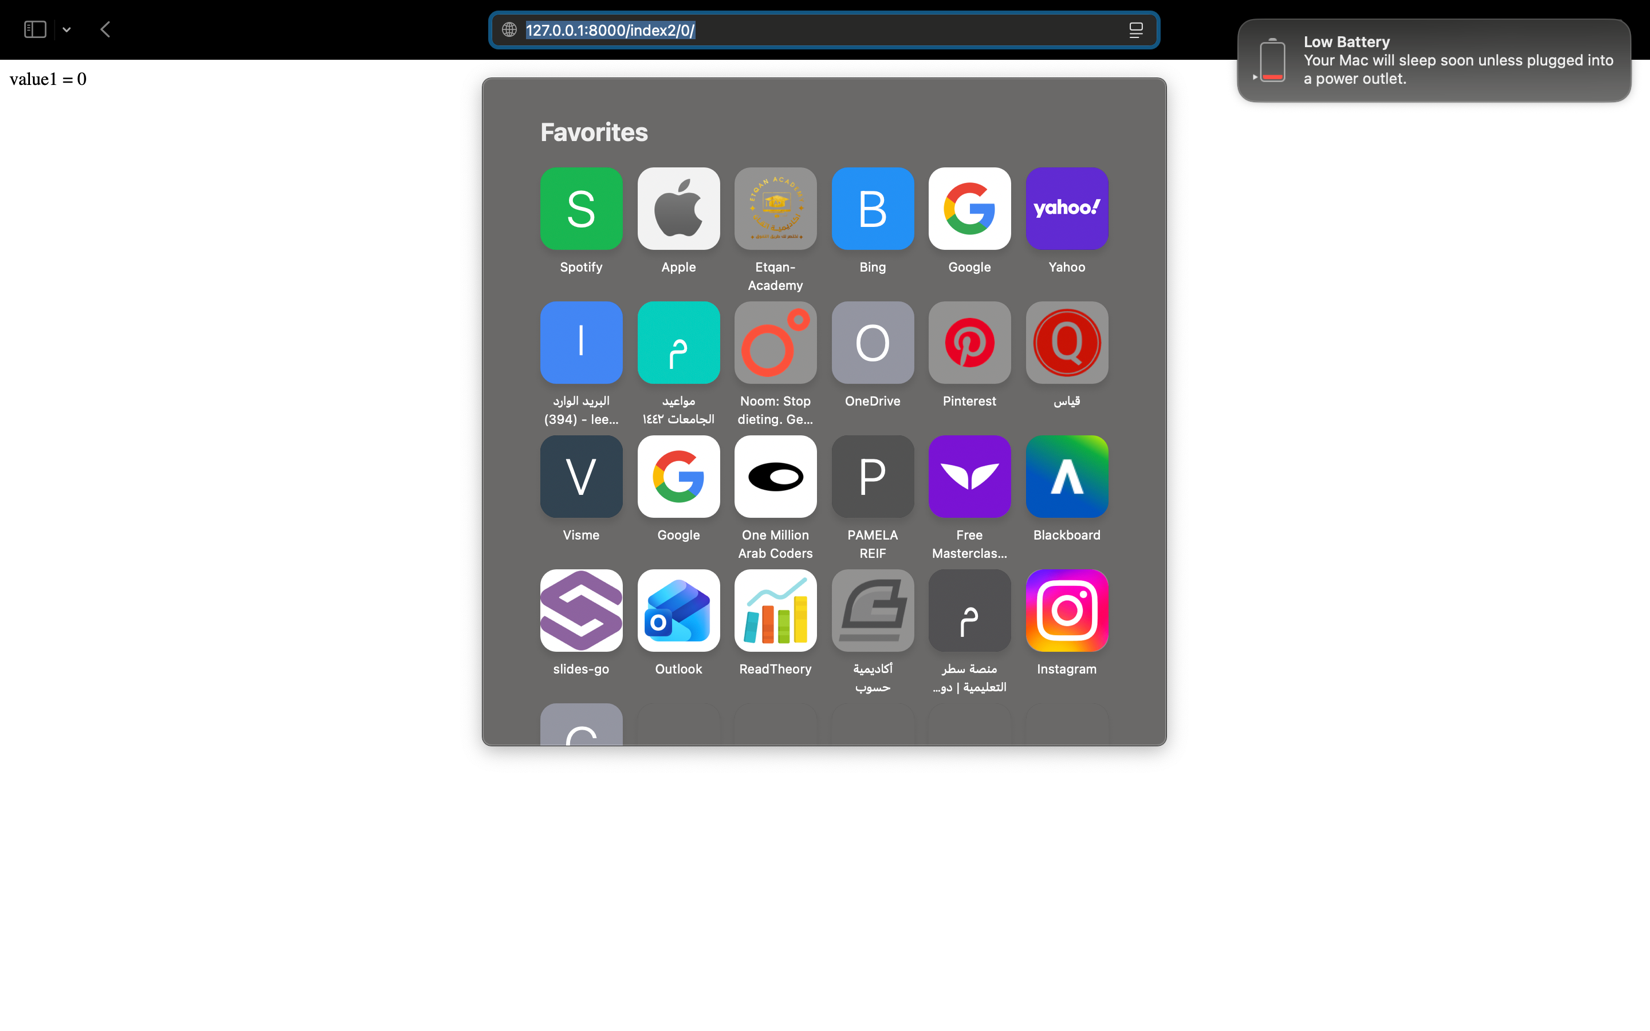 127.0.0.1:8000/index2/0/
Low Battery
Your Mac will sleep soon unless plugged into
a power outlet.
value1 = 0
Favorites
S
B
yahoo!
Spotify
Apple
Etqan-
Academy
Bing
Google
Yahoo
ا
م
O
Q
البريد الوارد
(394) - lee...
مواعيد
الجامعات ١٤٤٢
Noom: Stop
dieting. Ge...
OneDrive
Pinterest
قياس
V
P
Visme
Google
One Million
Arab Coders
PAMELA
REIF
Free
Masterclas...
Blackboard
م
slides-go
Outlook
ReadTheory
أكاديمية
حسوب
منصة سطر
التعليمية | دو...
Instagram